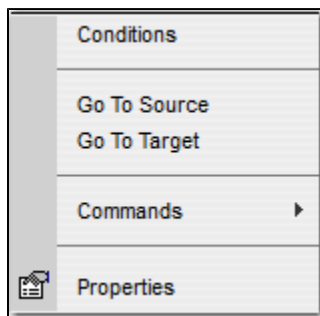 Conditions
Go To Source
Go To Target
Commands
Properties